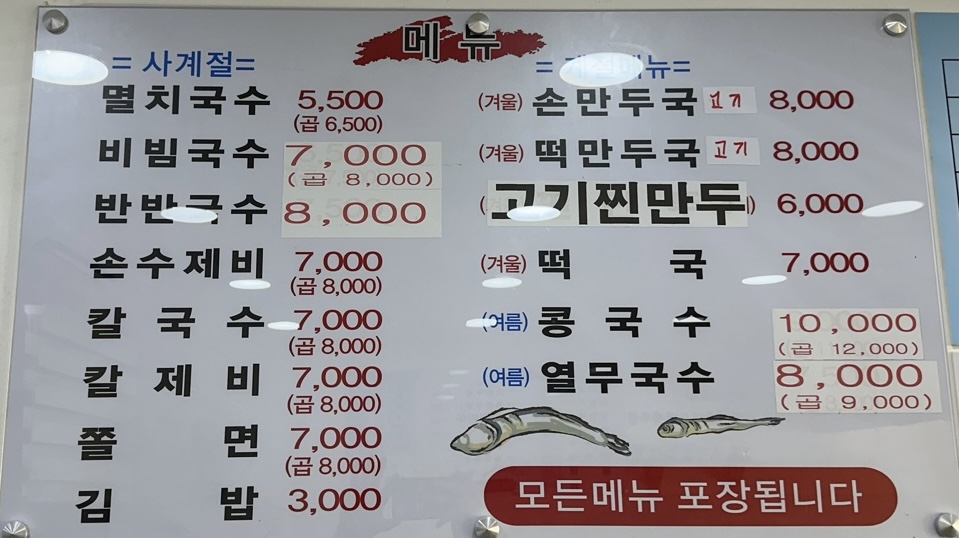 메뉴
= 사계절=
멸치국수 5,500
(곱 6,500)
비빔국수 7,000
(곱 8,000)
반반국수 8,000
손수제비 7,000
(곱 8,000)
칼국수 7,000
(곱 8,000)
칼제비 7,000
(곱 8,000)
쫄면 7,000
(곱 8,000)
김밥 3,000
= 계절메뉴=
(겨울) 손만두국 고기 8,000
(겨울) 떡만두국 고기 8,000
고기찐만두 6,000
(겨울) 떡국 7,000
(여름) 콩국수 10,000
(곱 12,000)
(여름) 열무국수 8,000
(곱 9,000)
모든메뉴 포장됩니다